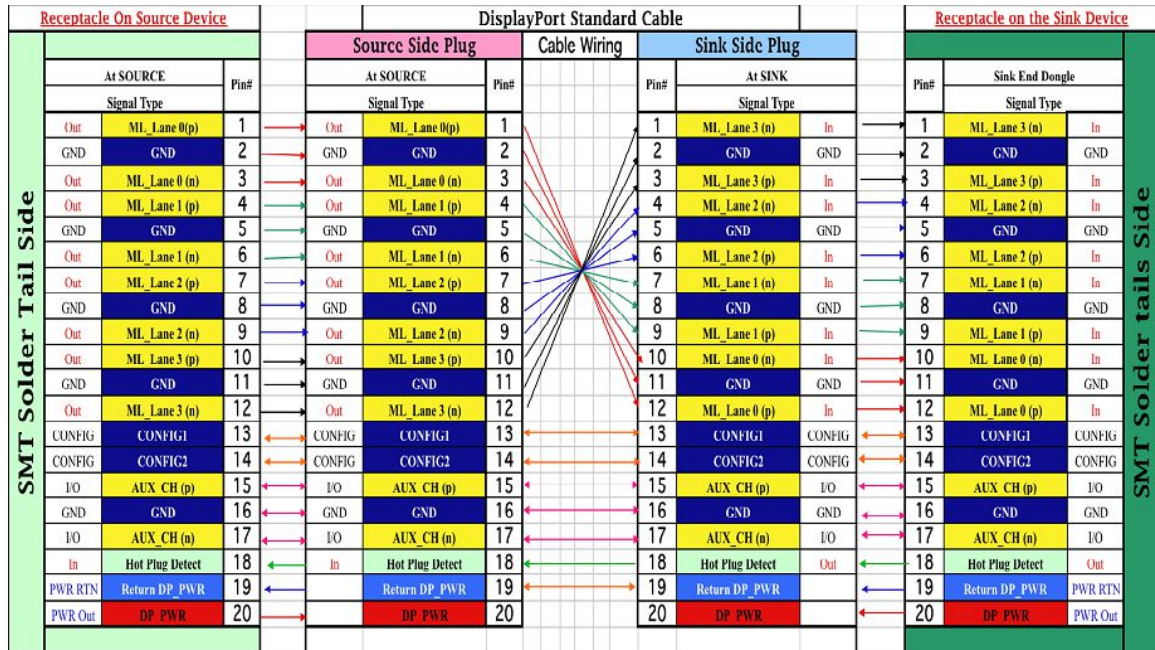 Receptacle On Source Device DisplayPort Standard Cable Receptacle on the Sink Device
Source Side Plug Cable Wiring Sink Side Plug
At SOURCE Pin# At SOURCE Pin# Pin# At SINK Pin# Sink End Dongle
Signal Type Signal Type Signal Type Signal Type
Out ML_Lane 0(p) 1 Out ML_Lane 0(p) 1 1 ML_Lane 3 (n) In 1 ML_Lane 3 (n) In
GND GND 2 GND GND 2 2 GND GND 2 GND GND
Out ML_Lane 0 (n) 3 Out ML_Lane 0 (n) 3 3 ML_Lane 3 (p) In 3 ML_Lane 3 (p) In
Out ML_Lane 1 (p) 4 Out ML_Lane 1 (p) 4 4 ML_Lane 2 (n) In 4 ML_Lane 2 (n) In
GND GND 5 GND GND 5 5 GND GND 5 GND GND
Out ML_Lane 1 (n) 6 Out ML_Lane 1 (n) 6 6 ML_Lane 2 (p) In 6 ML_Lane 2 (p) In
Out ML_Lane 2 (p) 7 Out ML_Lane 2 (p) 7 7 ML_Lane 1 (n) In 7 ML_Lane 1 (n) In
GND GND 8 GND GND 8 8 GND GND 8 GND GND
Out ML_Lane 2 (n) 9 Out ML_Lane 2 (n) 9 9 ML_Lane 1 (p) In 9 ML_Lane 1 (p) In
Out ML_Lane 3 (p) 10 Out ML_Lane 3 (p) 10 10 ML_Lane 0 (n) In 10 ML_Lane 0 (n) In
GND GND 11 GND GND 11 11 GND GND 11 GND GND
Out ML_Lane 3 (n) 12 Out ML_Lane 3 (n) 12 12 ML_Lane 0 (p) In 12 ML_Lane 0 (p) In
CONFIG CONFIG1 13 CONFIG CONFIG1 13 13 CONFIG1 CONFIG 13 CONFIG1 CONFIG
CONFIG CONFIG2 14 CONFIG CONFIG2 14 14 CONFIG2 CONFIG 14 CONFIG2 CONFIG
I/O AUX_CH (p) 15 I/O AUX_CH (p) 15 15 AUX_CH (p) I/O 15 AUX_CH (p) I/O
GND GND 16 GND GND 16 16 GND GND 16 GND GND
I/O AUX_CH (n) 17 I/O AUX_CH (n) 17 17 AUX_CH (n) I/O 17 AUX_CH (n) I/O
In Hot Plug Detect 18 In Hot Plug Detect 18 18 Hot Plug Detect Out 18 Hot Plug Detect Out
PWR RTN Return DP_PWR 19 Return DP_PWR 19 19 Return DP_PWR 19 Return DP_PWR PWR RTN
PWR Out DP_PWR 20 DP_PWR 20 20 DP_PWR 20 DP_PWR PWR Out
SMT Solder Tail Side
SMT Solder tails Side